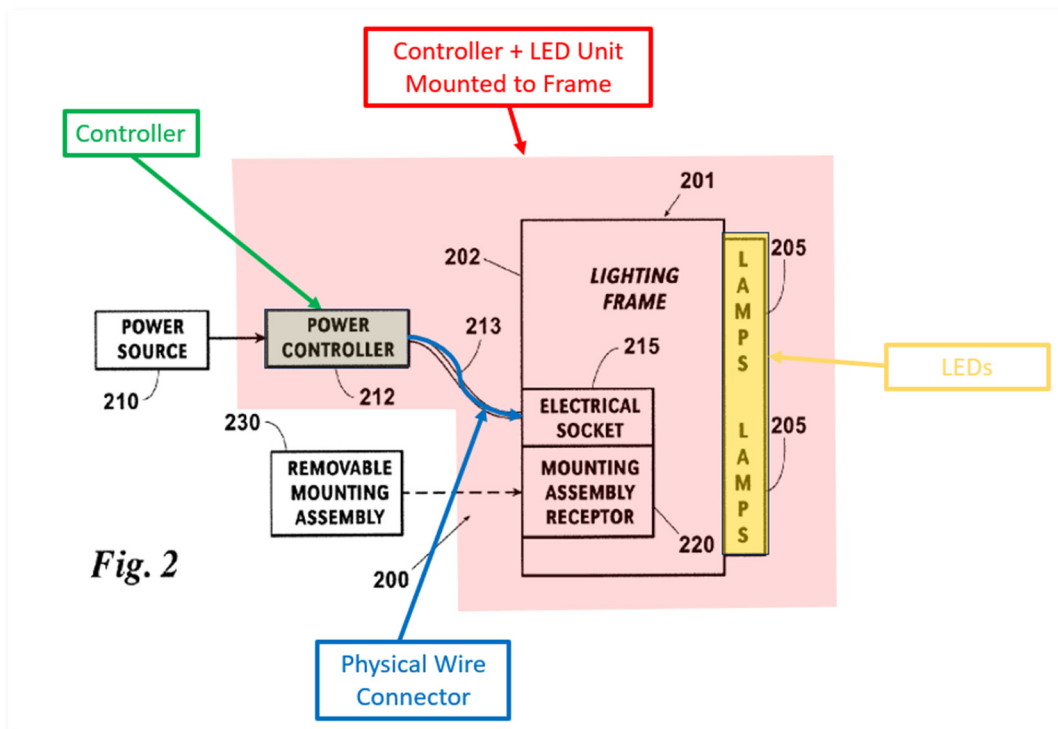 Controller + LED Unit
Mounted to Frame
Controller
201
202
LIGHTING
FRAME
LAMPS
205
POWER
SOURCE
210
POWER
CONTROLLER
212
213
215
ELECTRICAL
SOCKET
LEDs
230
REMOVABLE
MOUNTING
ASSEMBLY
MOUNTING
ASSEMBLY
RECEPTOR
220
LAMPS
205
200
Fig. 2
Physical Wire
Connector